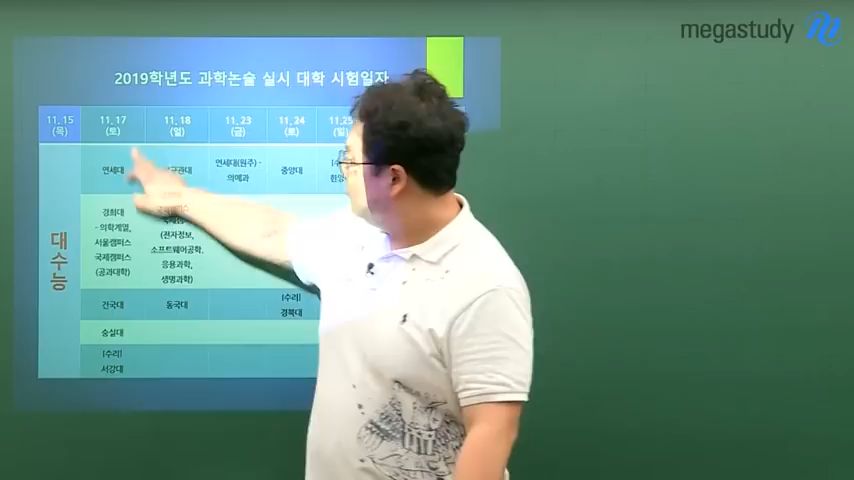 megastudy
2019학년도 과학논술 실시 대학 시험일자
11.15 11.17 11.18 11.23 11.24 11.25
(목) (토) (일) (금) (토) (일)
대수능
연세대
연세대(원주) -
의예과
중앙대
경희대
- 의학계열,
서울캠퍼스
국제캠퍼스
(공과대학)
(전자정보,
소프트웨어공학,
응용과학,
생명과학)
건국대
동국대
[수리]
경북대
숭실대
[수리]
서강대